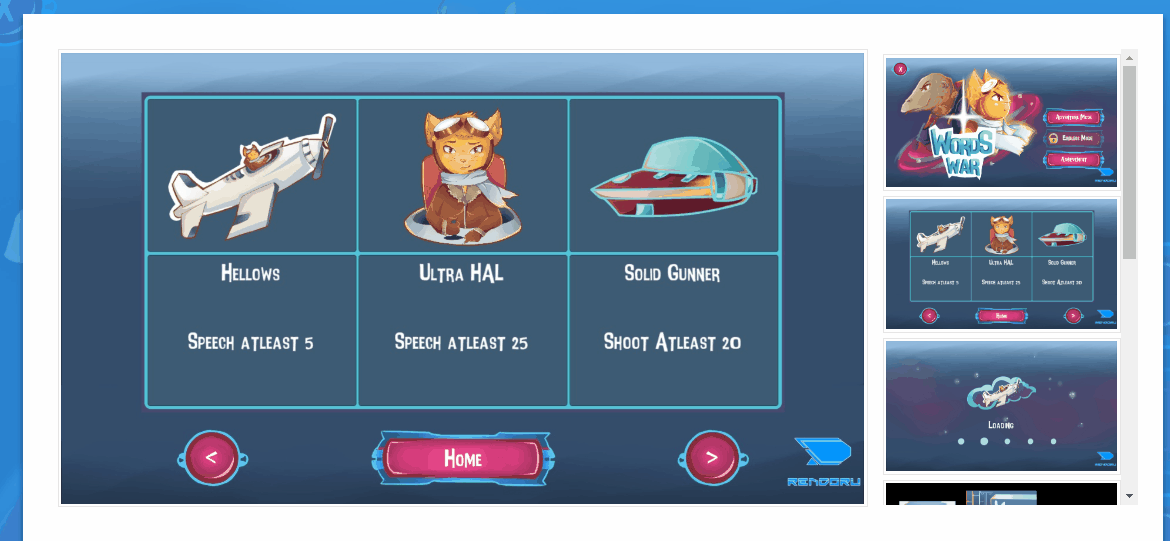 Hellows
Ultra HAL
Solid Gunner
Speech atleast 5
Speech atleast 25
Shoot Atleast 20
<
Home
>
RENDORU
X
Words
War
Adventure Mode
Endless Mode
Achievement
Hellows
Ultra HAL
Solid Gunner
Speech atleast 5
Speech atleast 25
Shoot Atleast 20
<
Home
>
Loading